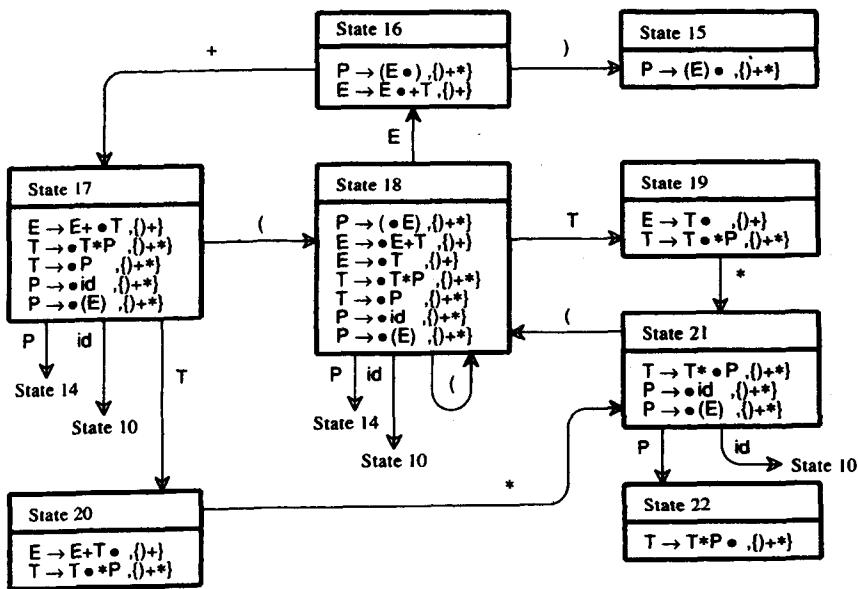 +
State 16
P → (E ●) ,{)+*}
E → E ● +T ,{)+}
)
State 15
P → (E) ● ,{)+*}
E
State 17
E → E+ ● T ,{)+}
T → ● T*P ,{)+*}
T → ● P ,{)+*}
P → ● id ,{)+*}
P → ● (E) ,{)+*}
(
State 18
P → ( ● E) ,{)+*}
E → ● E+T ,{)+}
E → ● T ,{)+}
T → ● T*P ,{)+*}
T → ● P ,{)+*}
P → ● id ,{)+*}
P → ● (E) ,{)+*}
T
State 19
E → T ● ,{)+}
T → T ● *P ,{)+*}
*
(
State 21
T → T* ● P ,{)+*}
P → ● id ,{)+*}
P → ● (E) ,{)+*}
P
id
T
State 14
State 10
P
id
(
State 14
State 10
P
id
State 10
*
State 20
E → E+T ● ,{)+}
T → T ● *P ,{)+*}
State 22
T → T*P ● ,{)+*}